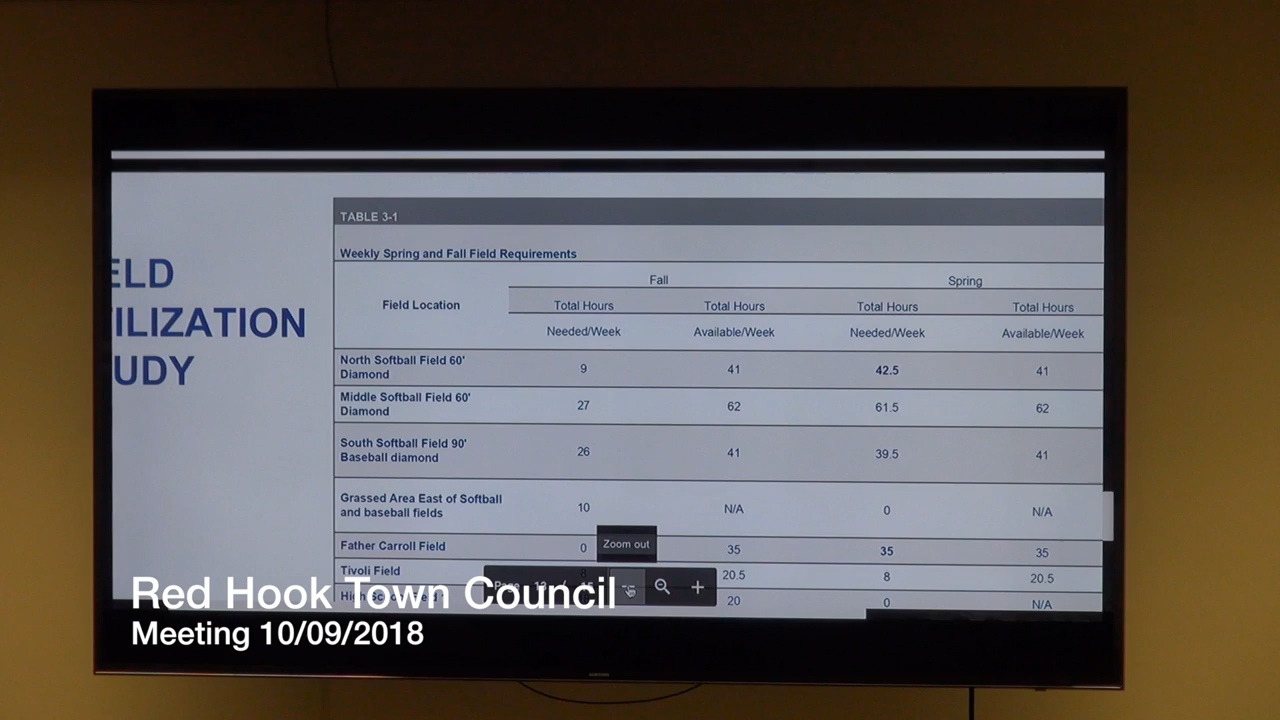 TABLE 3-1
Weekly Spring and Fall Field Requirements
ELD
ILIZATION
UDY
Fall Spring
Field Location Total Hours Total Hours Total Hours Total Hours
Needed/Week Available/Week Needed/Week Available/Week
North Softball Field 60' 9 41 42.5 41
Diamond
Middle Softball Field 60' 27 62 61.5 62
Diamond
South Softball Field 90' 26 41 39.5 41
Baseball diamond
Grassed Area East of Softball 10 N/A 0 N/A
and baseball fields
Father Carroll Field 0 35 35 35
Zoom out
Tivoli Field 20.5 8 20.5
20 0 N/A
Page
Red Hook Town Council
Meeting 10/09/2018
SAMSUNG